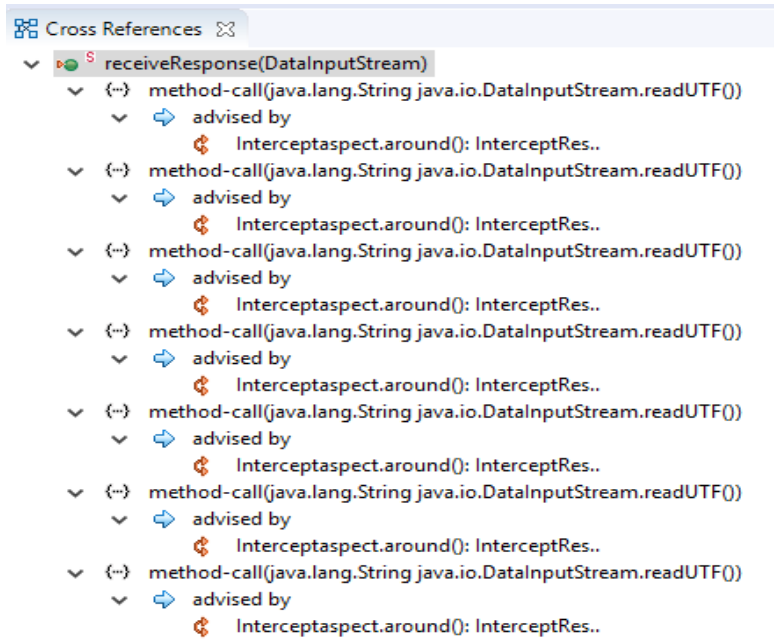 Cross References
S receiveResponse(DataInputStream)
{···} method-call(java.lang.String java.io.DataInputStream.readUTF())
advised by
Interceptaspect.around(): InterceptRes..
{···} method-call(java.lang.String java.io.DataInputStream.readUTF())
advised by
Interceptaspect.around(): InterceptRes..
{···} method-call(java.lang.String java.io.DataInputStream.readUTF())
advised by
Interceptaspect.around(): InterceptRes..
{···} method-call(java.lang.String java.io.DataInputStream.readUTF())
advised by
Interceptaspect.around(): InterceptRes..
{···} method-call(java.lang.String java.io.DataInputStream.readUTF())
advised by
Interceptaspect.around(): InterceptRes..
{···} method-call(java.lang.String java.io.DataInputStream.readUTF())
advised by
Interceptaspect.around(): InterceptRes..
{···} method-call(java.lang.String java.io.DataInputStream.readUTF())
advised by
Interceptaspect.around(): InterceptRes..